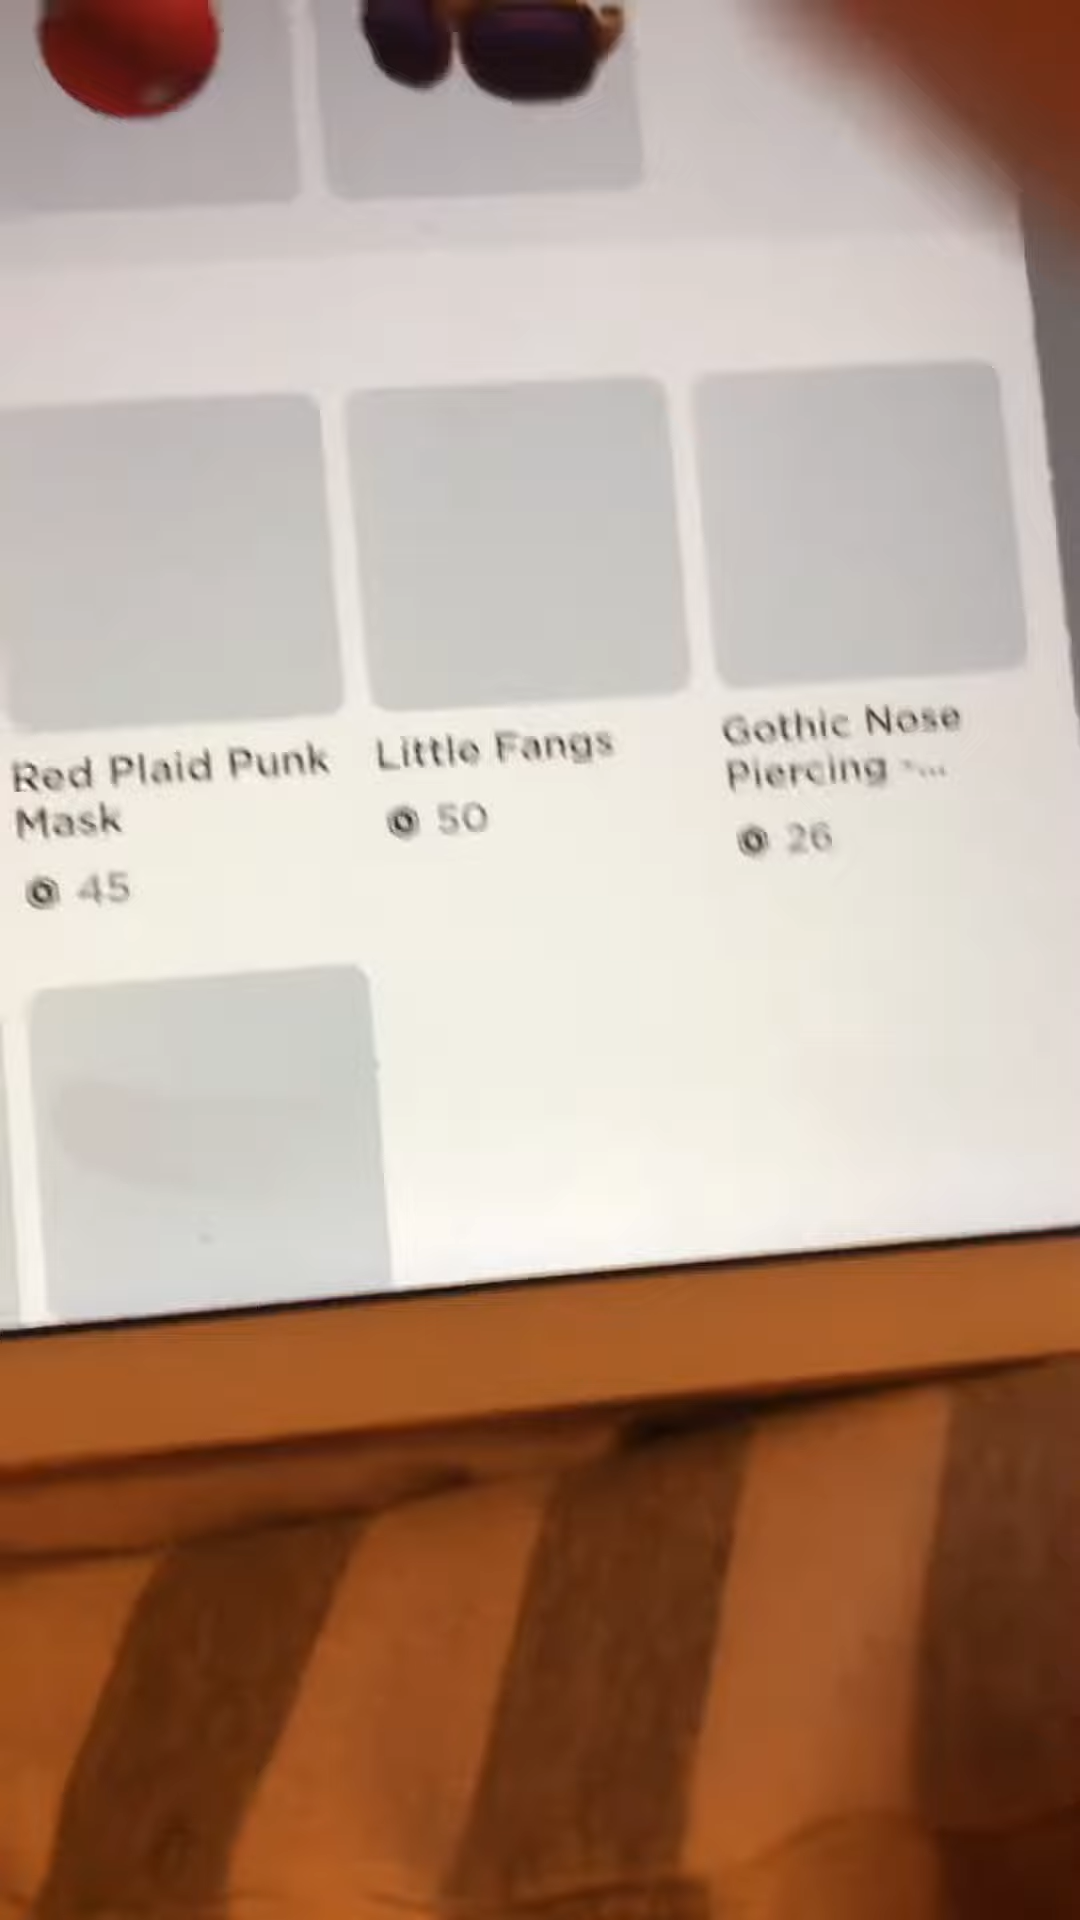 Red Plaid Punk
Mask
45
Little Fangs
50
Gothic Nose
Piercing -...
26